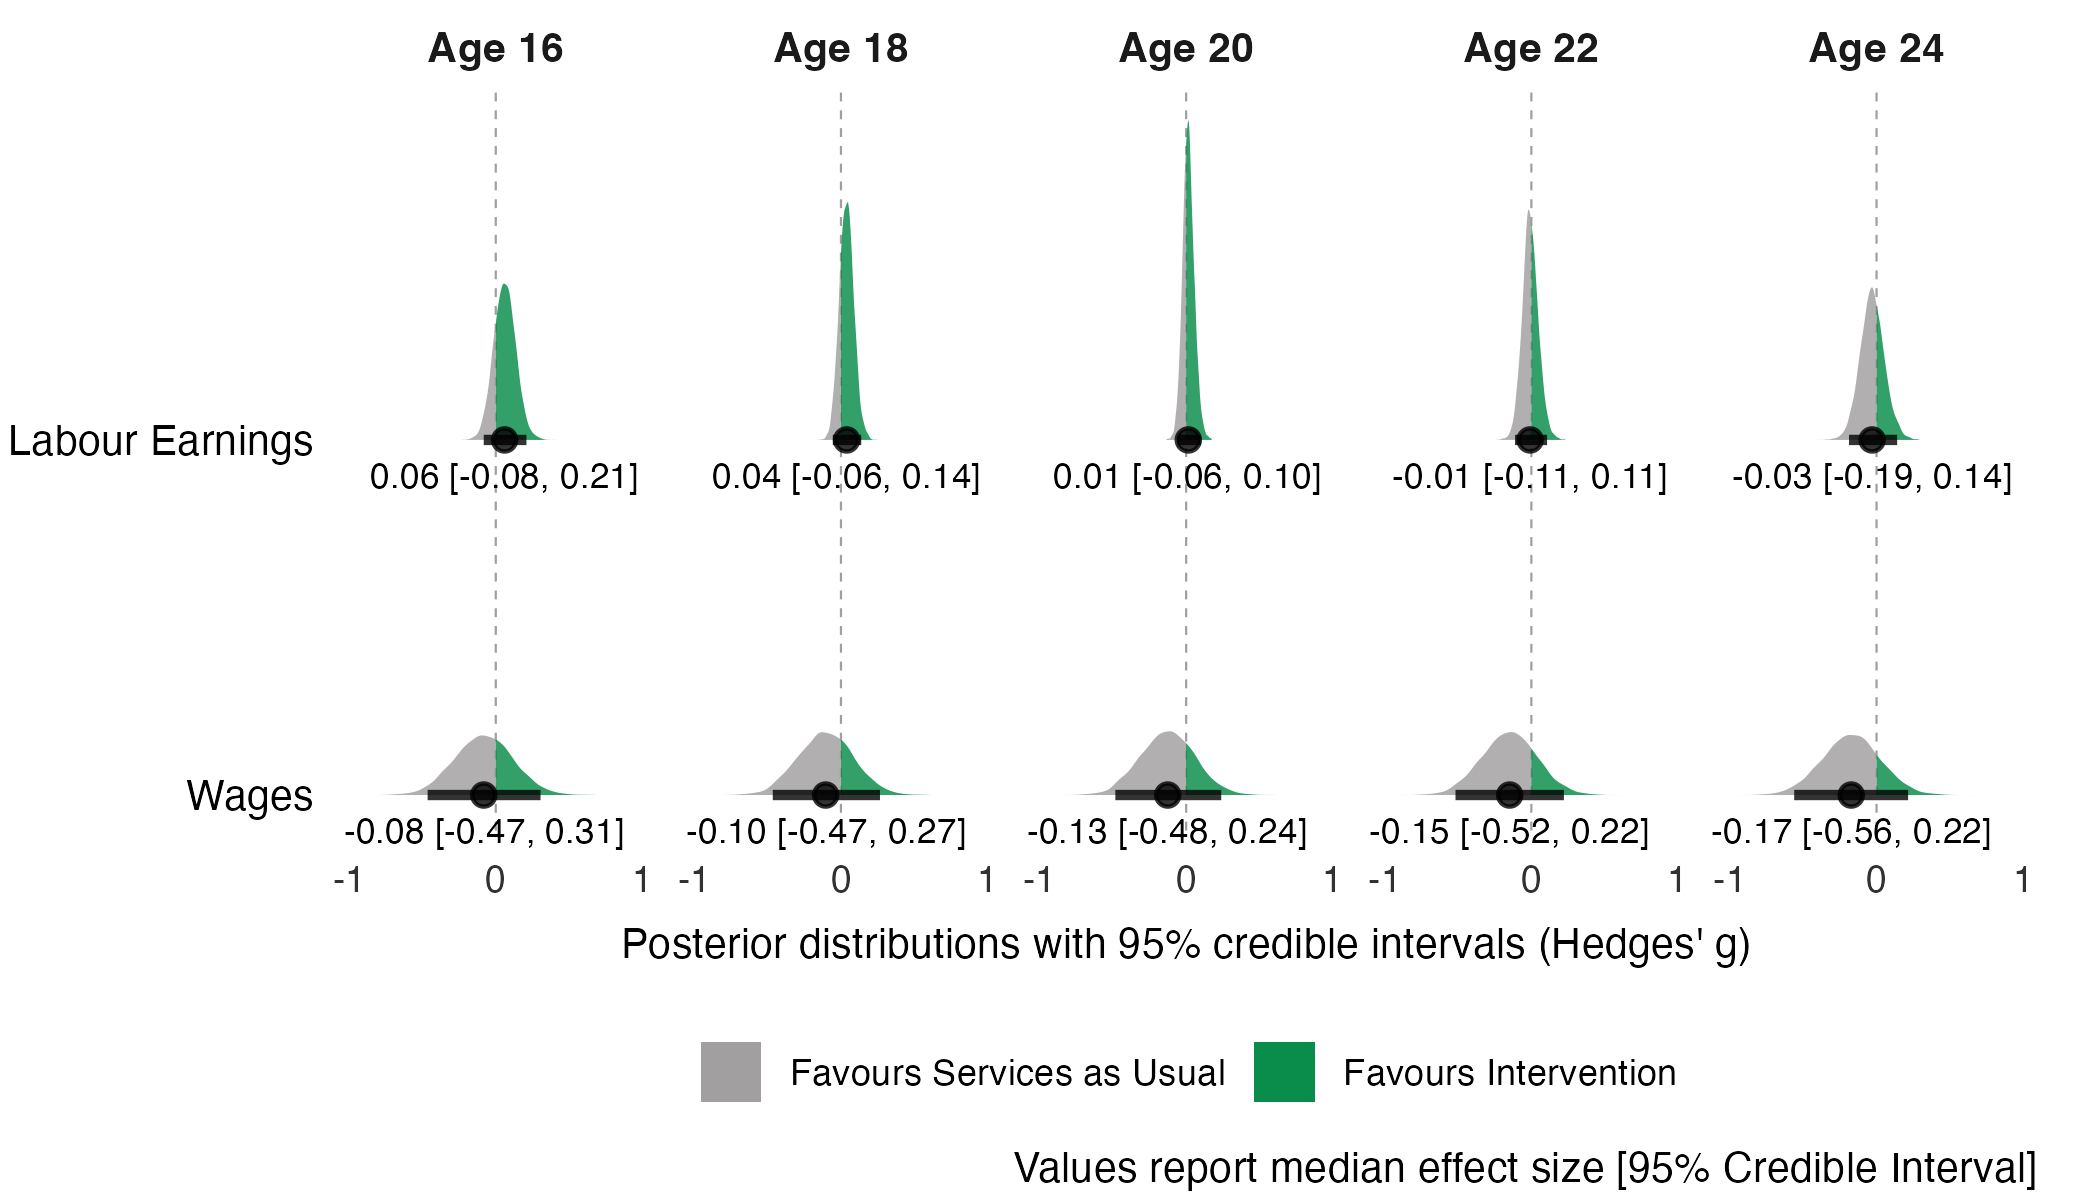 Age 16 Age 18 Age 20 Age 22 Age 24
Labour Earnings
0.06 [-0.08, 0.21] 0.04 [-0.06, 0.14] 0.01 [-0.06, 0.10] -0.01 [-0.11, 0.11] -0.03 [-0.19, 0.14]
Wages
-0.08 [-0.47, 0.31] -0.10 [-0.47, 0.27] -0.13 [-0.48, 0.24] -0.15 [-0.52, 0.22] -0.17 [-0.56, 0.22]
-1 0 1 -1 0 1 -1 0 1 -1 0 1 -1 0 1
Posterior distributions with 95% credible intervals (Hedges' g)
Favours Services as Usual Favours Intervention
Values report median effect size [95% Credible Interval]